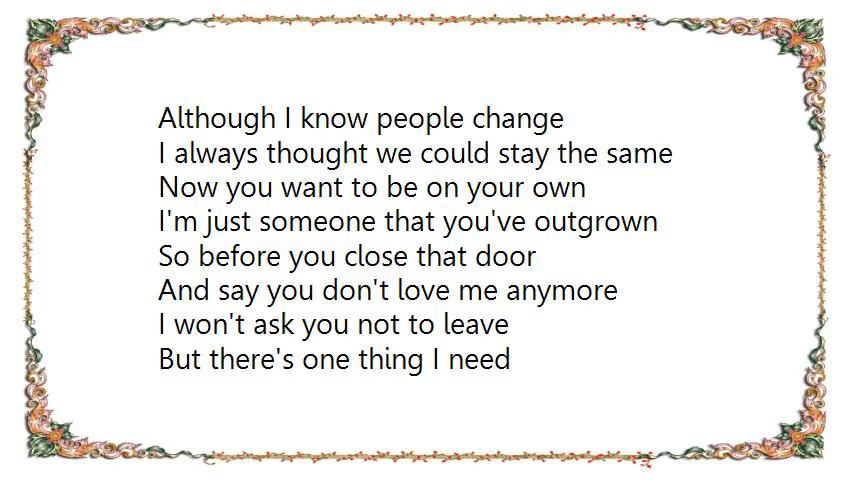 Although I know people change
I always thought we could stay the same
Now you want to be on your own
I'm just someone that you've outgrown
So before you close that door
And say you don't love me anymore
I won't ask you not to leave
But there's one thing I need